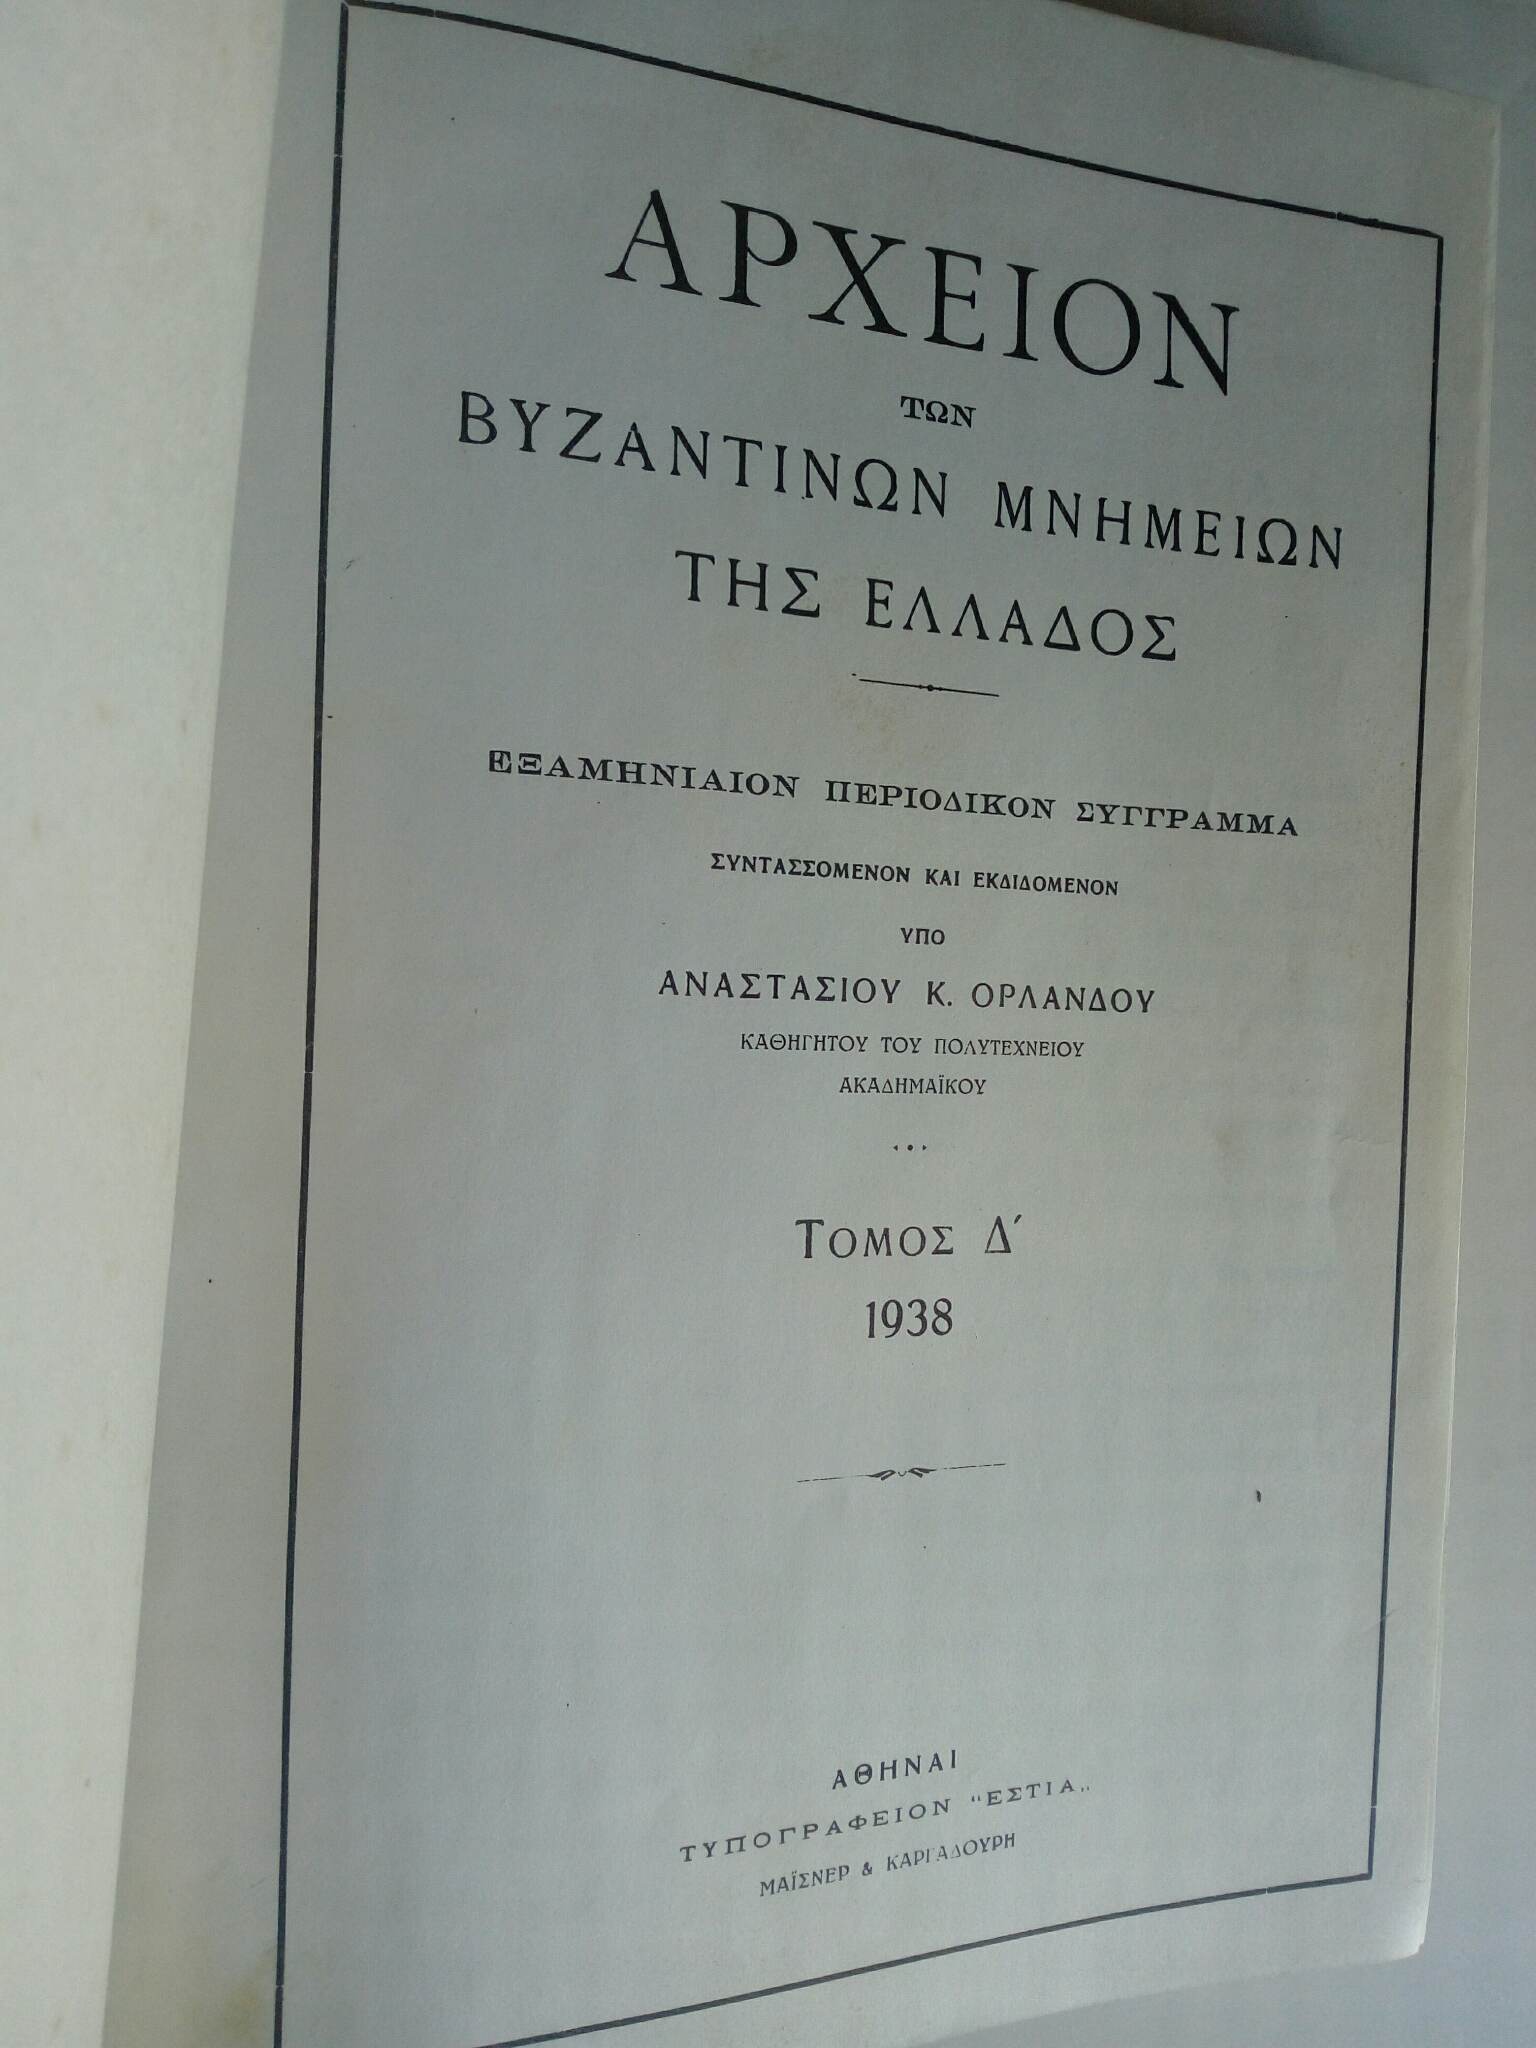 ΑΡΧΕΙΟΝ
ΤΩΝ
ΒΥΖΑΝΤΙΝΩΝ ΜΝΗΜΕΙΩΝ
ΤΗΣ ΕΛΛΑΔΟΣ
ΕΞΑΜΗΝΙΑΙΟΝ ΠΕΡΙΟΔΙΚΟΝ ΣΥΓΓΡΑΜΜΑ
ΣΥΝΤΑΣΣΟΜΕΝΟΝ ΚΑΙ ΕΚΔΙΔΟΜΕΝΟΝ
ΥΠΟ
ΑΝΑΣΤΑΣΙΟΥ Κ. ΟΡΛΑΝΔΟΥ
ΚΑΘΗΓΗΤΟΥ ΤΟΥ ΠΟΛΥΤΕΧΝΕΙΟΥ
ΑΚΑΔΗΜΑΪΚΟΥ
ΤΟΜΟΣ Δ´
1938
ΑΘΗΝΑΙ
ΤΥΠΟΓΡΑΦΕΙΟΝ “ΕΣΤΙΑ„
ΜΑΪΣΝΕΡ & ΚΑΡΓΑΔΟΥΡΗ